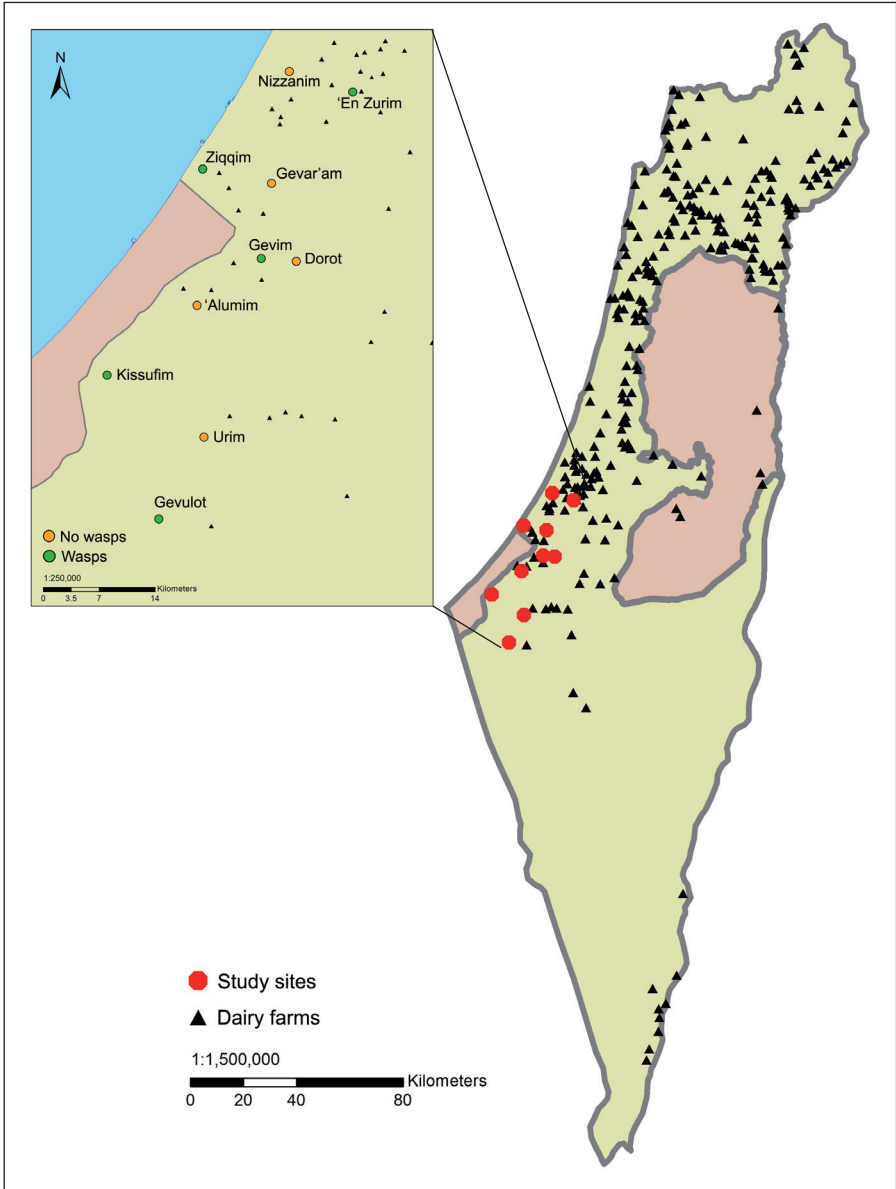 N
Nizzanim
‘En Zurim
Ziqqim
Gevar’am
Gevim
Dorot
‘Alumim
Kissufim
Urim
Gevulot
No wasps
Wasps
1:250,000
Kilometers
0 3.5 7 14
Study sites
Dairy farms
1:1,500,000
Kilometers
0 20 40 80